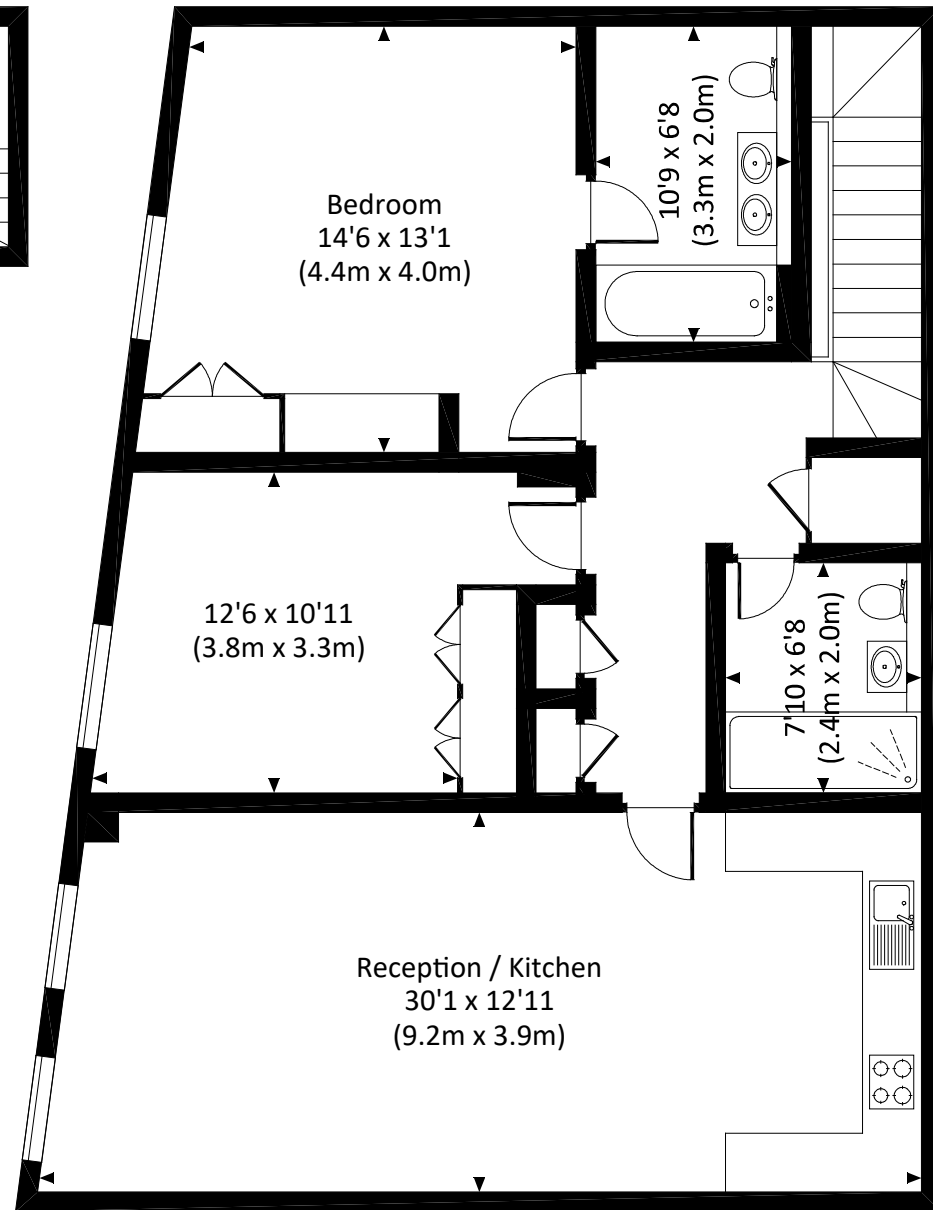 Bedroom
14'6 x 13'1
(4.4m x 4.0m)
10'9 x 6'8
(3.3m x 2.0m)
12'6 x 10'11
(3.8m x 3.3m)
7'10 x 6'8
(2.4m x 2.0m)
Reception / Kitchen
30'1 x 12'11
(9.2m x 3.9m)